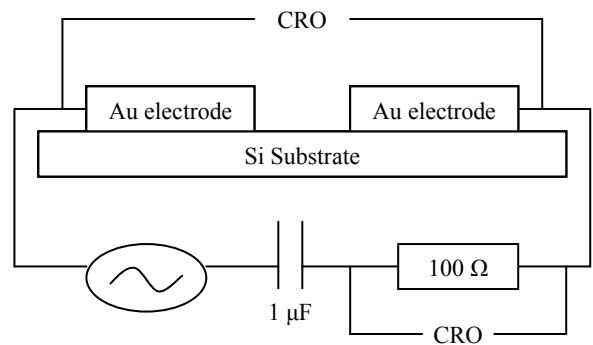 CRO
Au electrode
Au electrode
Si Substrate
100 Ω
1 μF
CRO